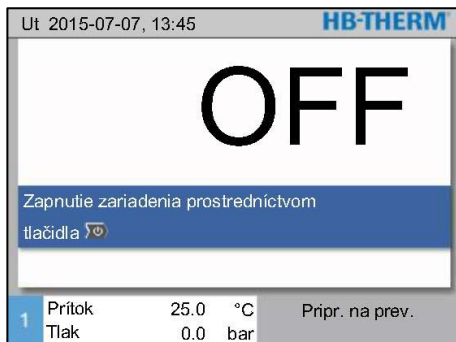 Ut 2015-07-07, 13:45 HB-THERM
OFF
Zapnutie zariadenia prostredníctvom
tlačidla
1 Prítok 25.0 °C Pripr. na prev.
Tlak 0.0 bar